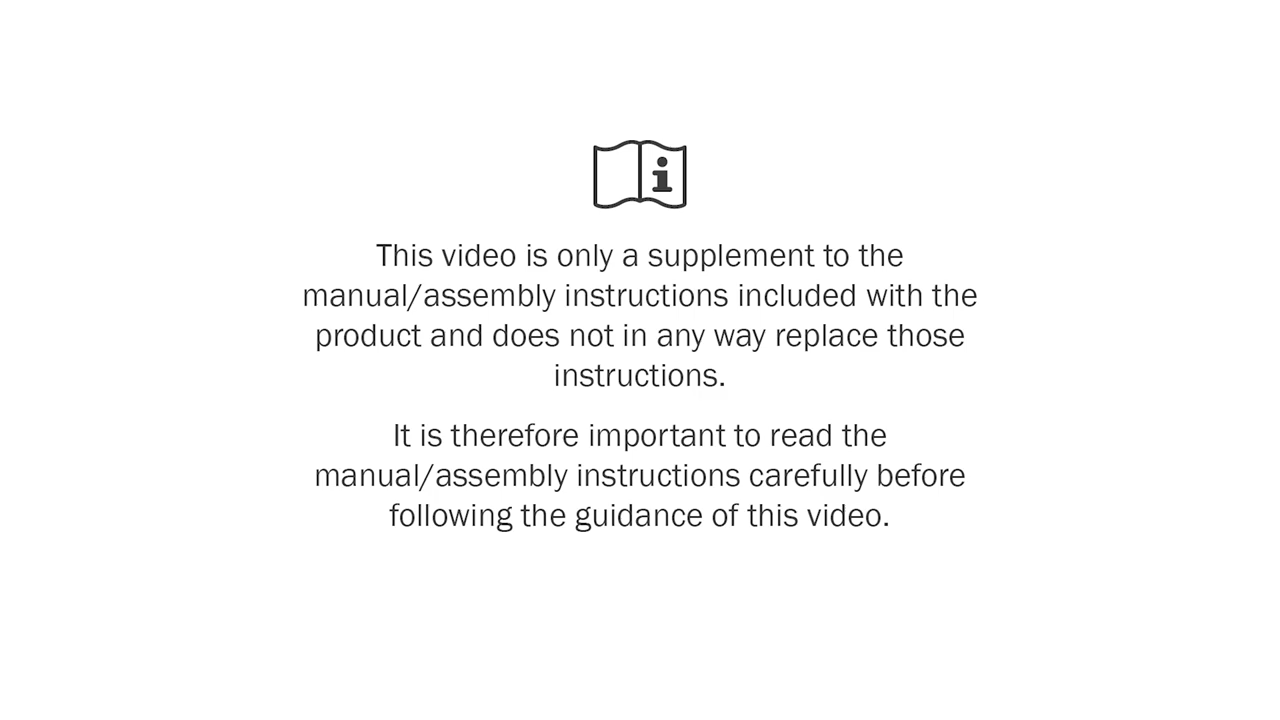 This video is only a supplement to the
manual/assembly instructions included with the
product and does not in any way replace those
instructions.
It is therefore important to read the
manual/assembly instructions carefully before
following the guidance of this video.